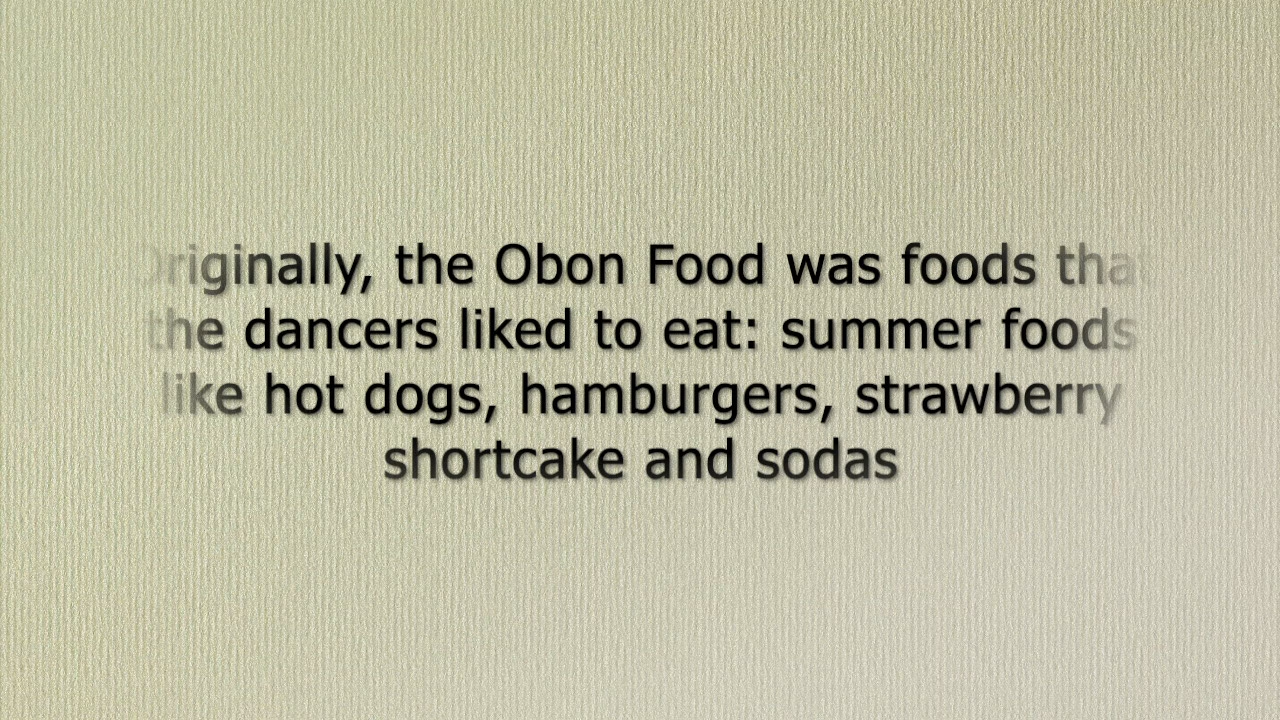 Originally, the Obon Food was foods that
the dancers liked to eat: summer foods
like hot dogs, hamburgers, strawberry
shortcake and sodas